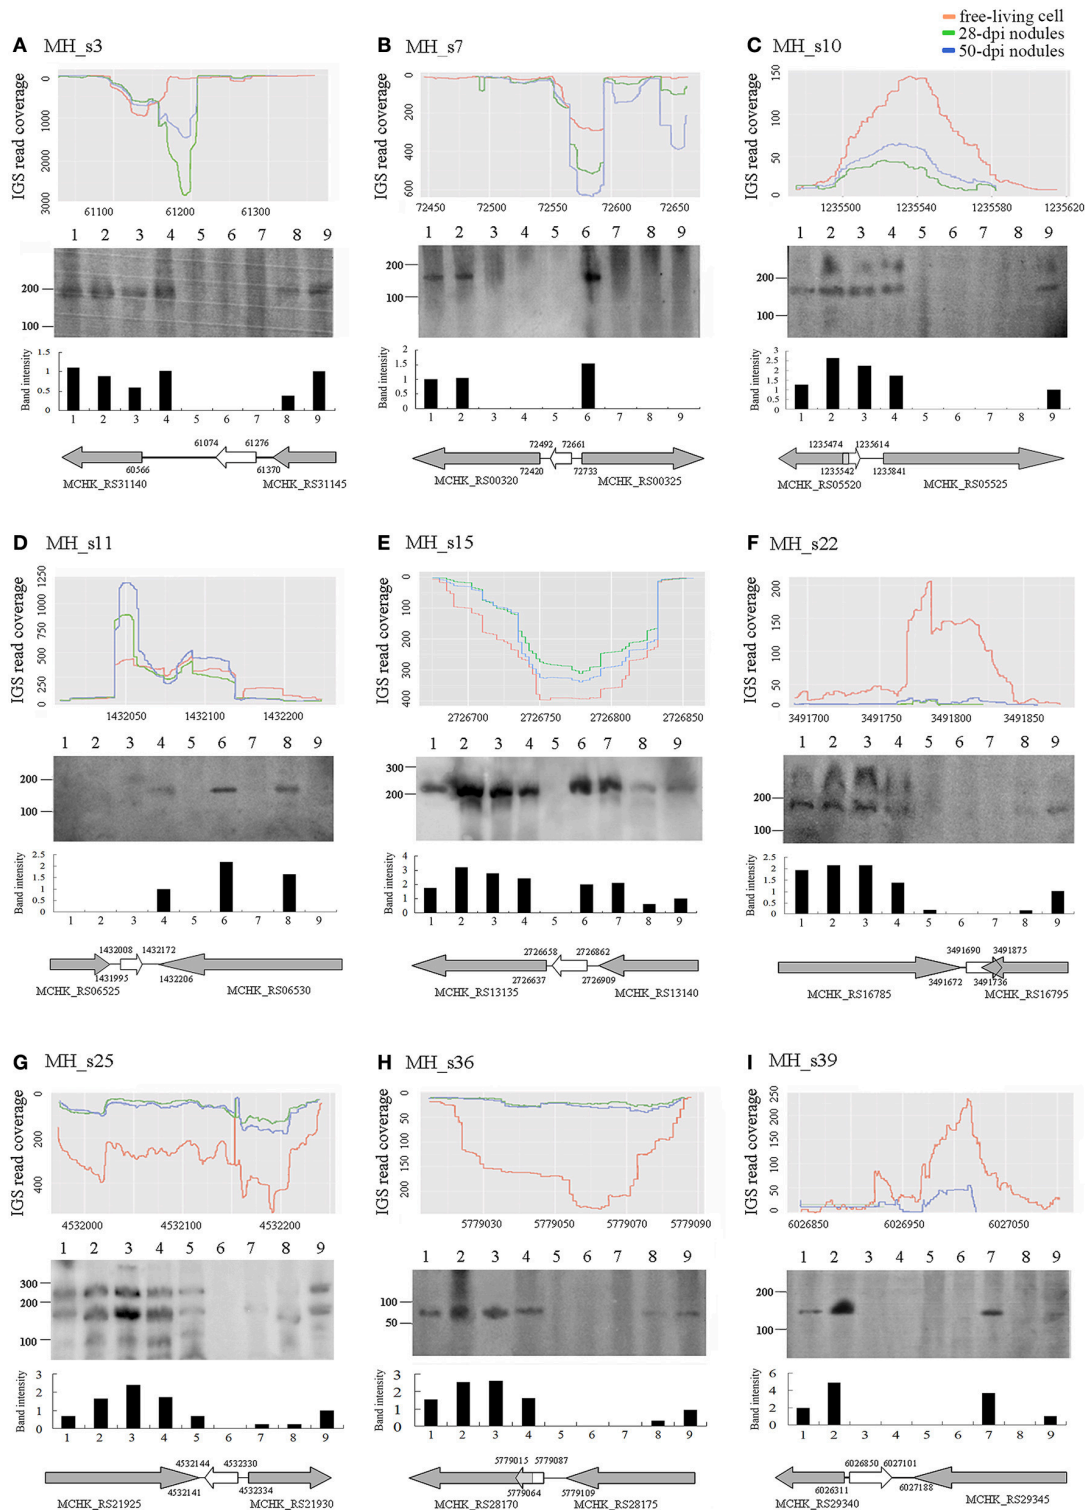 free-living cell
28-dpi nodules
50-dpi nodules
A MH_s3
IGS read coverage
0
1000
2000
3000
61100 61200 61300
1 2 3 4 5 6 7 8 9
200
100
Band intensity
1.5
1
0.5
0
1 2 3 4 5 6 7 8 9
61074 61276
60566 61370
MCHK_RS31140 MCHK_RS31145
B MH_s7
IGS read coverage
0
200
400
600
72450 72500 72550 72600 72650
1 2 3 4 5 6 7 8 9
200
100
Band intensity
2
1.5
1
0.5
0
1 2 3 4 5 6 7 8 9
72492 72661
72420 72733
MCHK_RS00320 MCHK_RS00325
C MH_s10
IGS read coverage
150
100
50
0
1235500 1235540 1235580 1235620
1 2 3 4 5 6 7 8 9
200
100
Band intensity
3
2.5
2
1.5
1
0.5
0
1 2 3 4 5 6 7 8 9
1235474 1235614
1235542 1235841
MCHK_RS05520 MCHK_RS05525
D MH_s11
IGS read coverage
1250
1000
750
500
250
0
1432050 1432100 1432200
1 2 3 4 6 7 8 9
200
100
Band intensity
2.5
2
1.5
1
0.5
0
1 2 3 4 5 6 7 8 9
1432008 1432172
1431995 1432206
MCHK_RS06525 MCHK_RS06530
E MH_s15
IGS read coverage
0
100
200
300
400
2726700 2726750 2726800 2726850
1 2 3 4 5 6 7 8 9
300
200
Band intensity
4
3
2
1
0
1 2 3 4 5 6 7 8 9
2726658 2726862
2726637 2726909
MCHK_RS13135 MCHK_RS13140
F MH_s22
IGS read coverage
200
150
100
50
0
3491700 3491750 3491800 3491850
1 2 3 4 5 6 7 8 9
200
100
Band intensity
2.5
2
1.5
1
0.5
0
1 2 3 4 5 6 7 8 9
3491690 3491875
3491672 3491736
MCHK_RS16785 MCHK_RS16795
G MH_s25
IGS read coverage
0
200
400
4532000 4532100 4532200
1 2 3 4 5 6 7 8 9
300
200
100
Band intensity
3
2
1
0
1 2 3 4 5 6 7 8 9
4532144 4532330
4532141 4532334
MCHK_RS21925 MCHK_RS21930
H MH_s36
IGS read coverage
0
50
100
150
200
5779030 5779050 5779070 5779090
1 2 3 4 5 6 7 8 9
100
50
Band intensity
3
2
1
0
1 2 3 4 5 6 7 8 9
5779015 5779087
5779064 5779109
MCHK_RS28170 MCHK_RS28175
I MH_s39
IGS read coverage
250
200
150
100
50
0
6026850 6026950 6027050
1 2 3 4 5 6 7 8 9
200
100
Band intensity
6
4
2
0
1 2 3 4 5 6 7 8 9
6026850 6027101
6026311 6027188
MCHK_RS29340 MCHK_RS29345